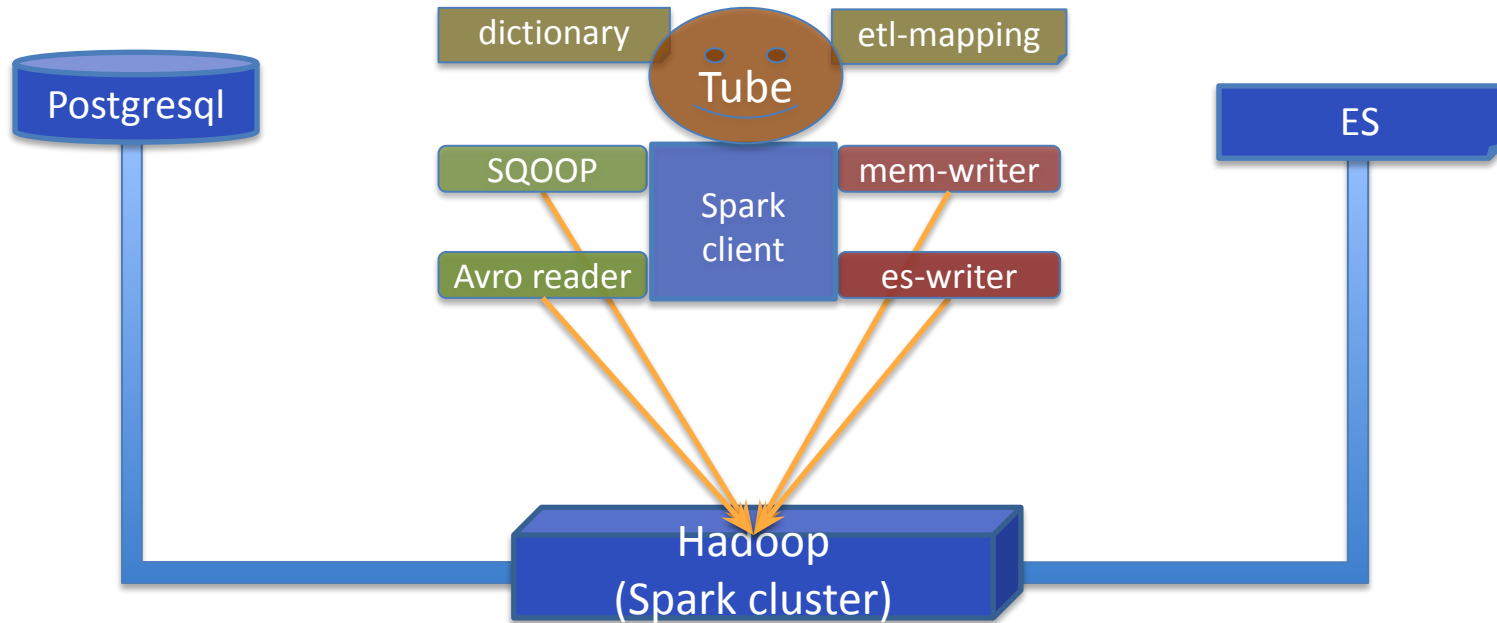 dictionary
etl-mapping
Tube
Postgresql
ES
SQOOP
mem-writer
Spark
client
Avro reader
es-writer
Hadoop
(Spark cluster)